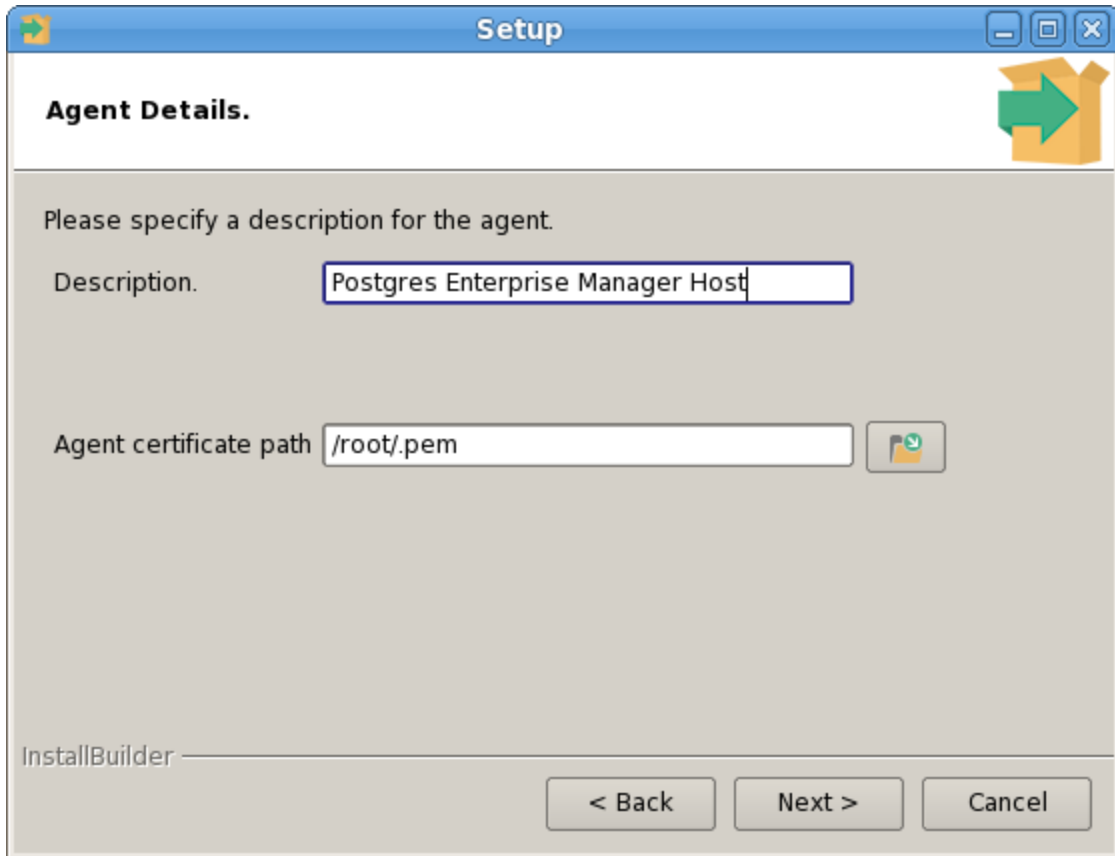 Setup
Agent Details.
Please specify a description for the agent.
Description.
Postgres Enterprise Manager Host
Agent certificate path
/root/.pem
InstallBuilder
< Back
Next >
Cancel